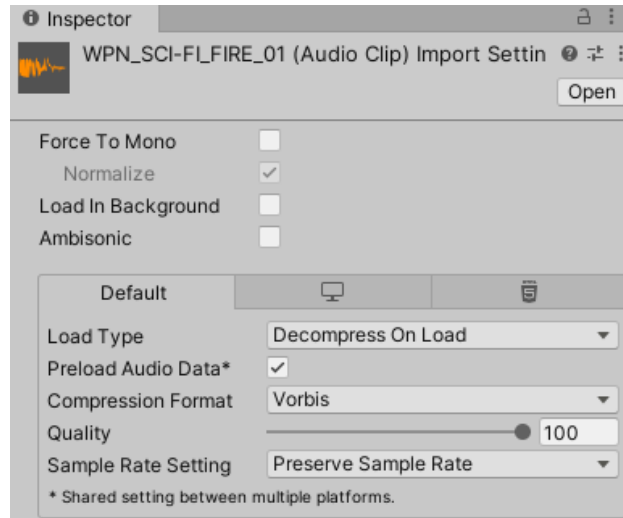 Inspector
WPN_SCI-FI_FIRE_01 (Audio Clip) Import Settin
Open
Force To Mono
Normalize
Load In Background
Ambisonic
Default
Load Type Decompress On Load
Preload Audio Data*
Compression Format Vorbis
Quality 100
Sample Rate Setting Preserve Sample Rate
* Shared setting between multiple platforms.